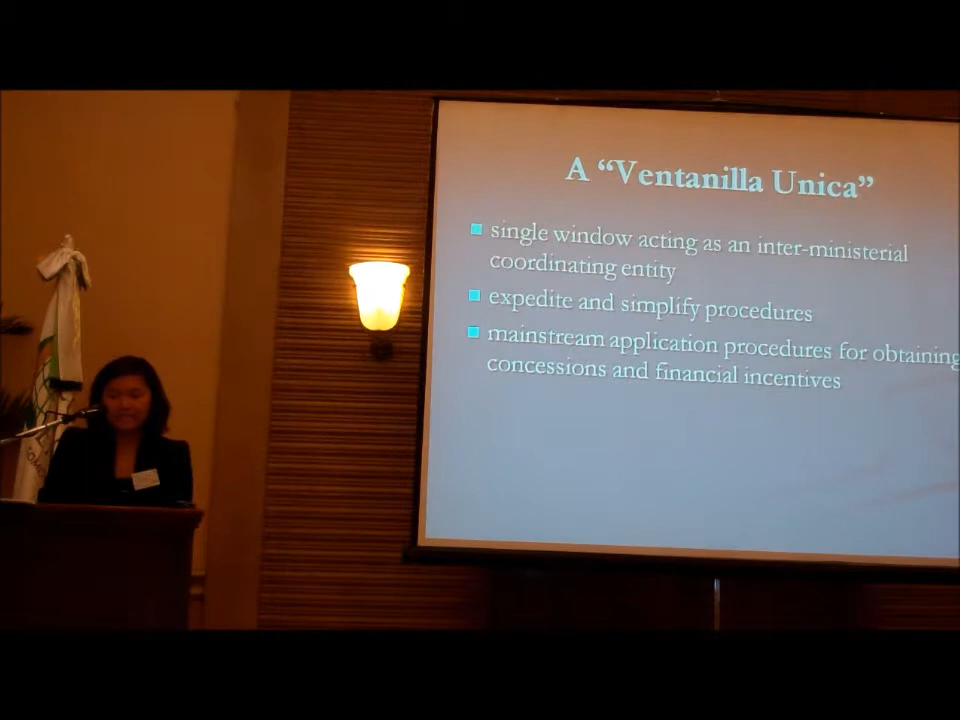 A “Ventanilla Unica”
single window acting as an inter-ministerial
coordinating entity
expedite and simplify procedures
mainstream application procedures for obtaining
concessions and financial incentives